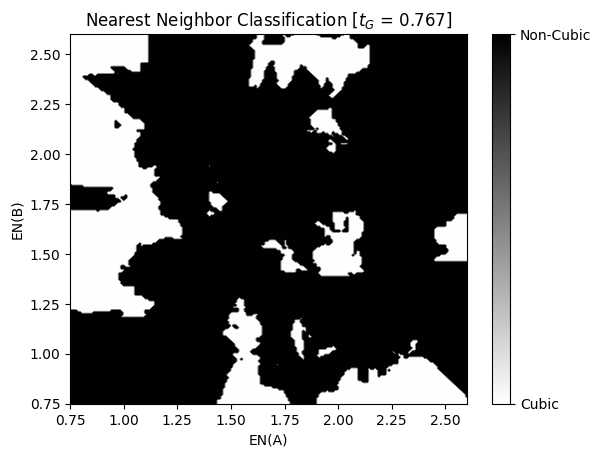 Nearest Neighbor Classification [$t_G$ = 0.767]
Non-Cubic
2.50
2.25
2.00
1.75
1.50
1.25
1.00
0.75
EN(B)
Cubic
0.75 1.00 1.25 1.50 1.75 2.00 2.25 2.50
EN(A)